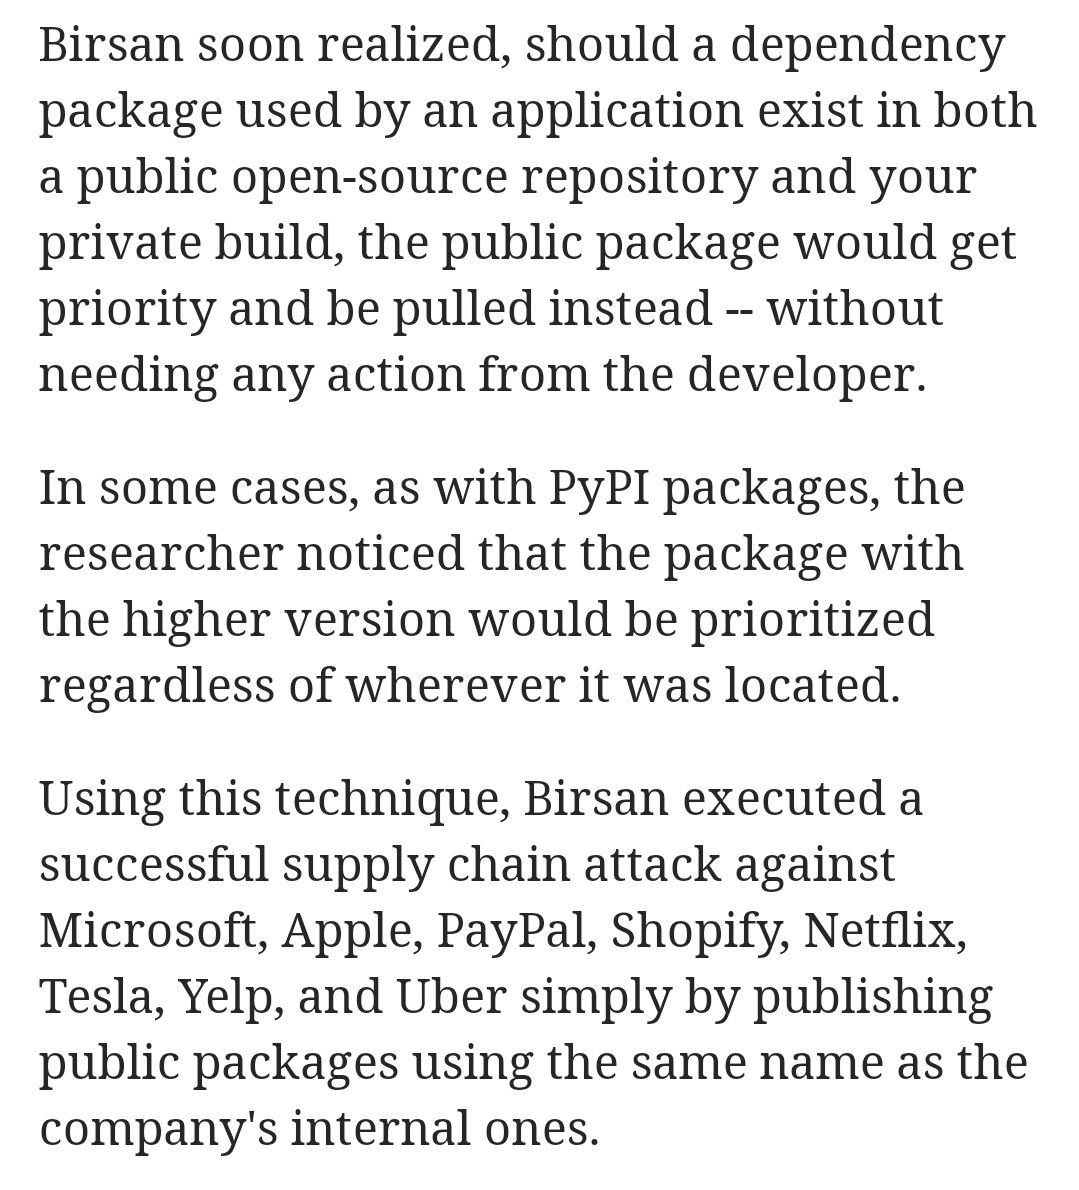 Birsan soon realized, should a dependency
package used by an application exist in both
a public open-source repository and your
private build, the public package would get
priority and be pulled instead -- without
needing any action from the developer.
In some cases, as with PyPI packages, the
researcher noticed that the package with
the higher version would be prioritized
regardless of wherever it was located.
Using this technique, Birsan executed a
successful supply chain attack against
Microsoft, Apple, PayPal, Shopify, Netflix,
Tesla, Yelp, and Uber simply by publishing
public packages using the same name as the
company's internal ones.